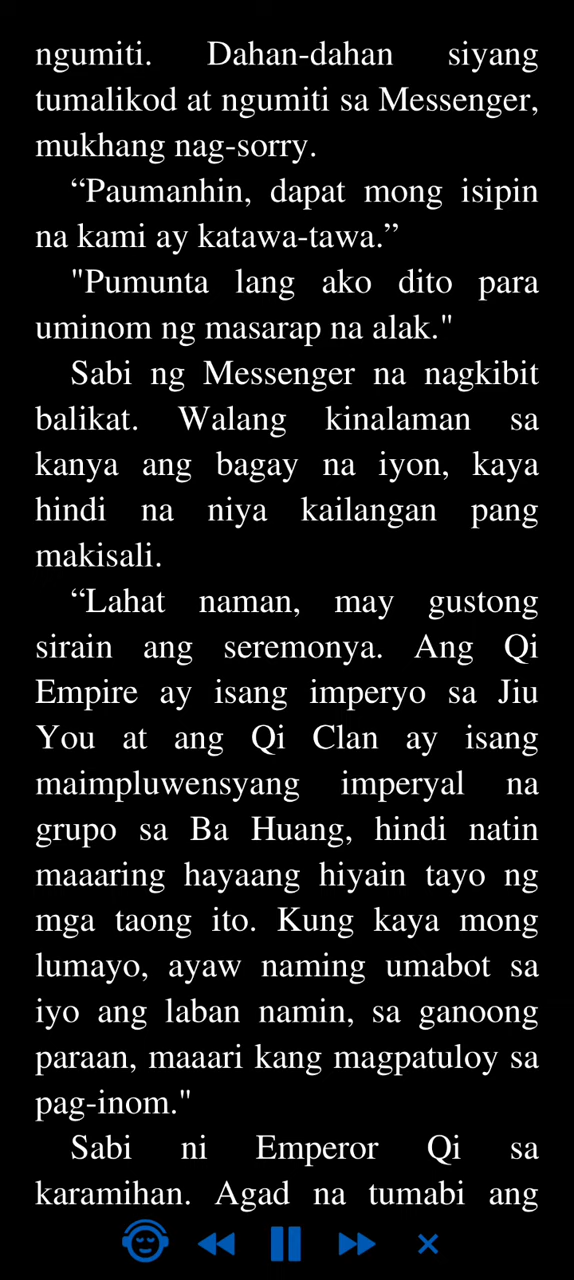 ngumiti. Dahan-dahan siyang
tumalikod at ngumiti sa Messenger,
mukhang nag-sorry.
“Paumanhin, dapat mong isipin
na kami ay katawa-tawa.”
"Pumunta lang ako dito para
uminom ng masarap na alak."
Sabi ng Messenger na nagkibit
balikat. Walang kinalaman sa
kanya ang bagay na iyon, kaya
hindi na niya kailangan pang
makisali.
“Lahat naman, may gustong
sirain ang seremonya. Ang Qi
Empire ay isang imperyo sa Jiu
You at ang Qi Clan ay isang
maimpluwensyang imperyal na
grupo sa Ba Huang, hindi natin
maaaring hayaang hiyain tayo ng
mga taong ito. Kung kaya mong
lumayo, ayaw naming umabot sa
iyo ang laban namin, sa ganoong
paraan, maaari kang magpatuloy sa
pag-inom."
Sabi ni Emperor Qi sa
karamihan. Agad na tumabi ang